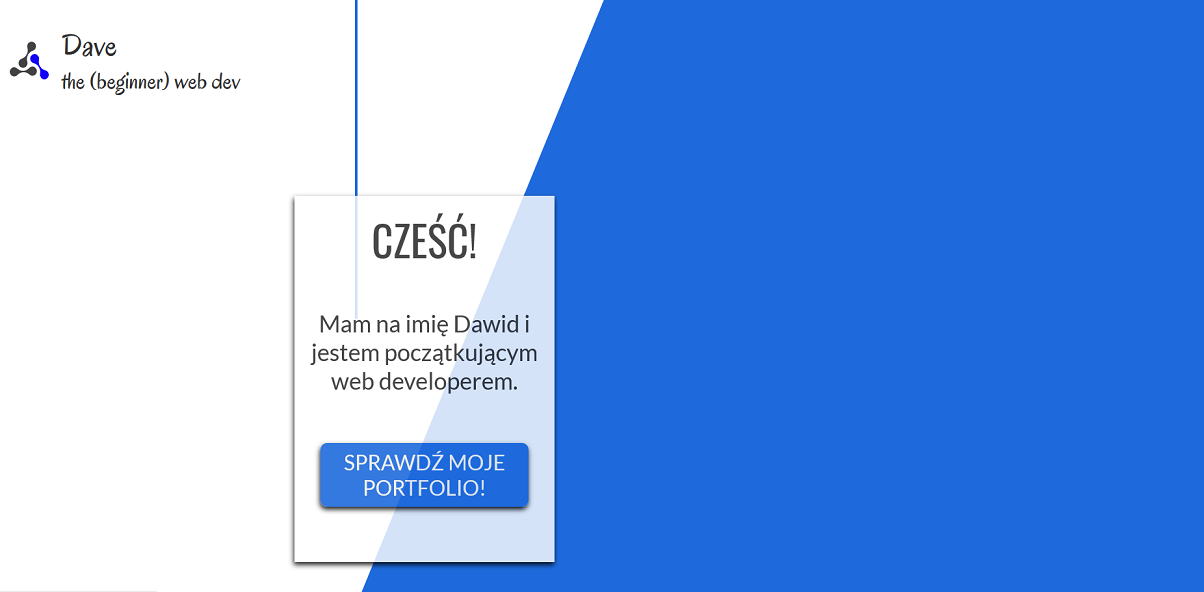 Dave
the (beginner) web dev
CZEŚĆ!
Mam na imię Dawid i
jestem początkującym
web developerem.
SPRAWDŹ MOJE
PORTFOLIO!